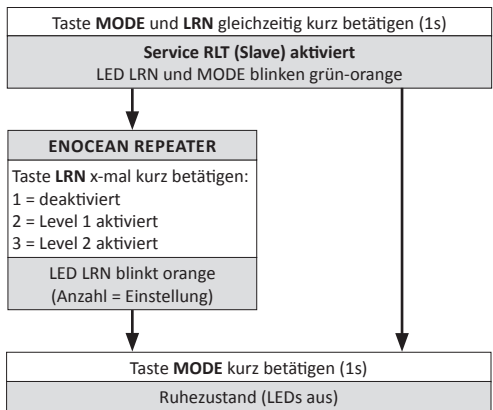 Taste MODE und LRN gleichzeitig kurz betätigen (1s)
Service RLT (Slave) aktiviert
LED LRN und MODE blinken grün-orange
ENOCEAN REPEATER
Taste LRN x-mal kurz betätigen:
1 = deaktiviert
2 = Level 1 aktiviert
3 = Level 2 aktiviert
LED LRN blinkt orange
(Anzahl = Einstellung)
Taste MODE kurz betätigen (1s)
Ruhezustand (LEDs aus)